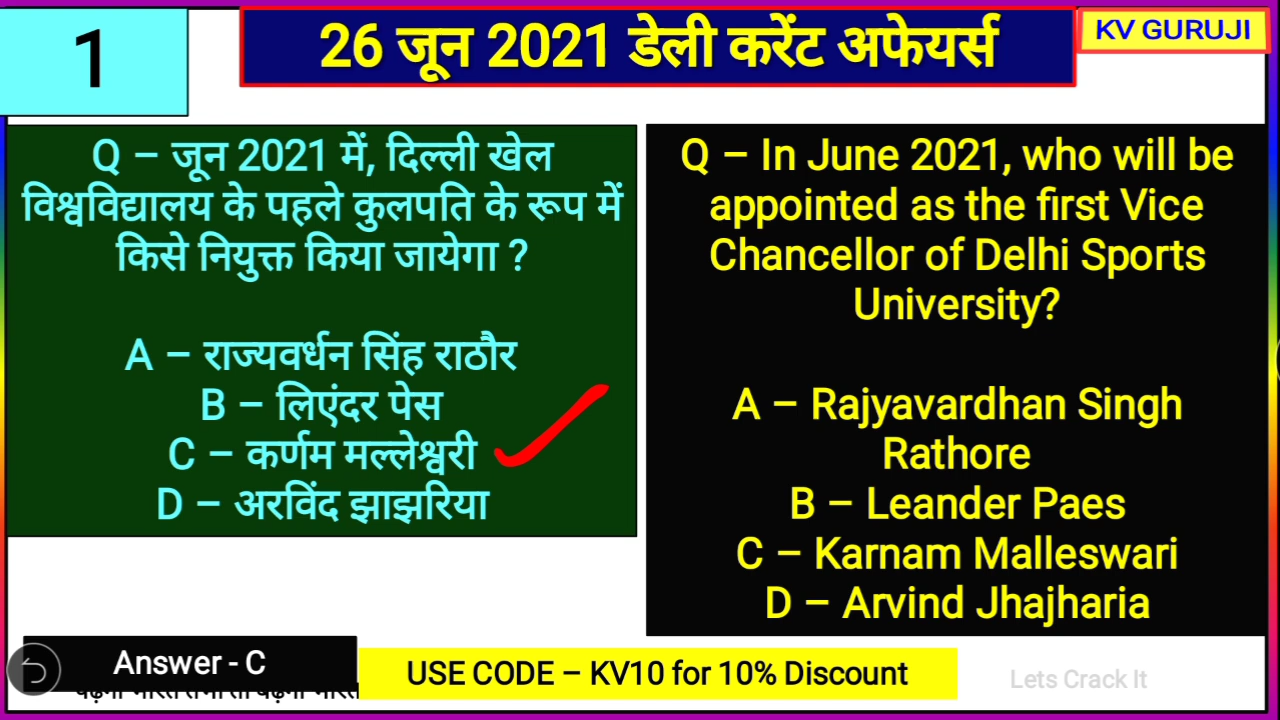 1
26 जून 2021 डेली करेंट अफेयर्स
KV GURUJI
Q – जून 2021 में, दिल्ली खेल
विश्वविद्यालय के पहले कुलपति के रूप में
किसे नियुक्त किया जायेगा ?
A – राज्यवर्धन सिंह राठौर
B – लिएंदर पेस
C – कर्णम मल्लेश्वरी
D – अरविंद झाझरिया
Q – In June 2021, who will be
appointed as the first Vice
Chancellor of Delhi Sports
University?
A – Rajyavardhan Singh
Rathore
B – Leander Paes
C – Karnam Malleswari
D – Arvind Jhajharia
Answer - C
USE CODE – KV10 for 10% Discount
Lets Crack It